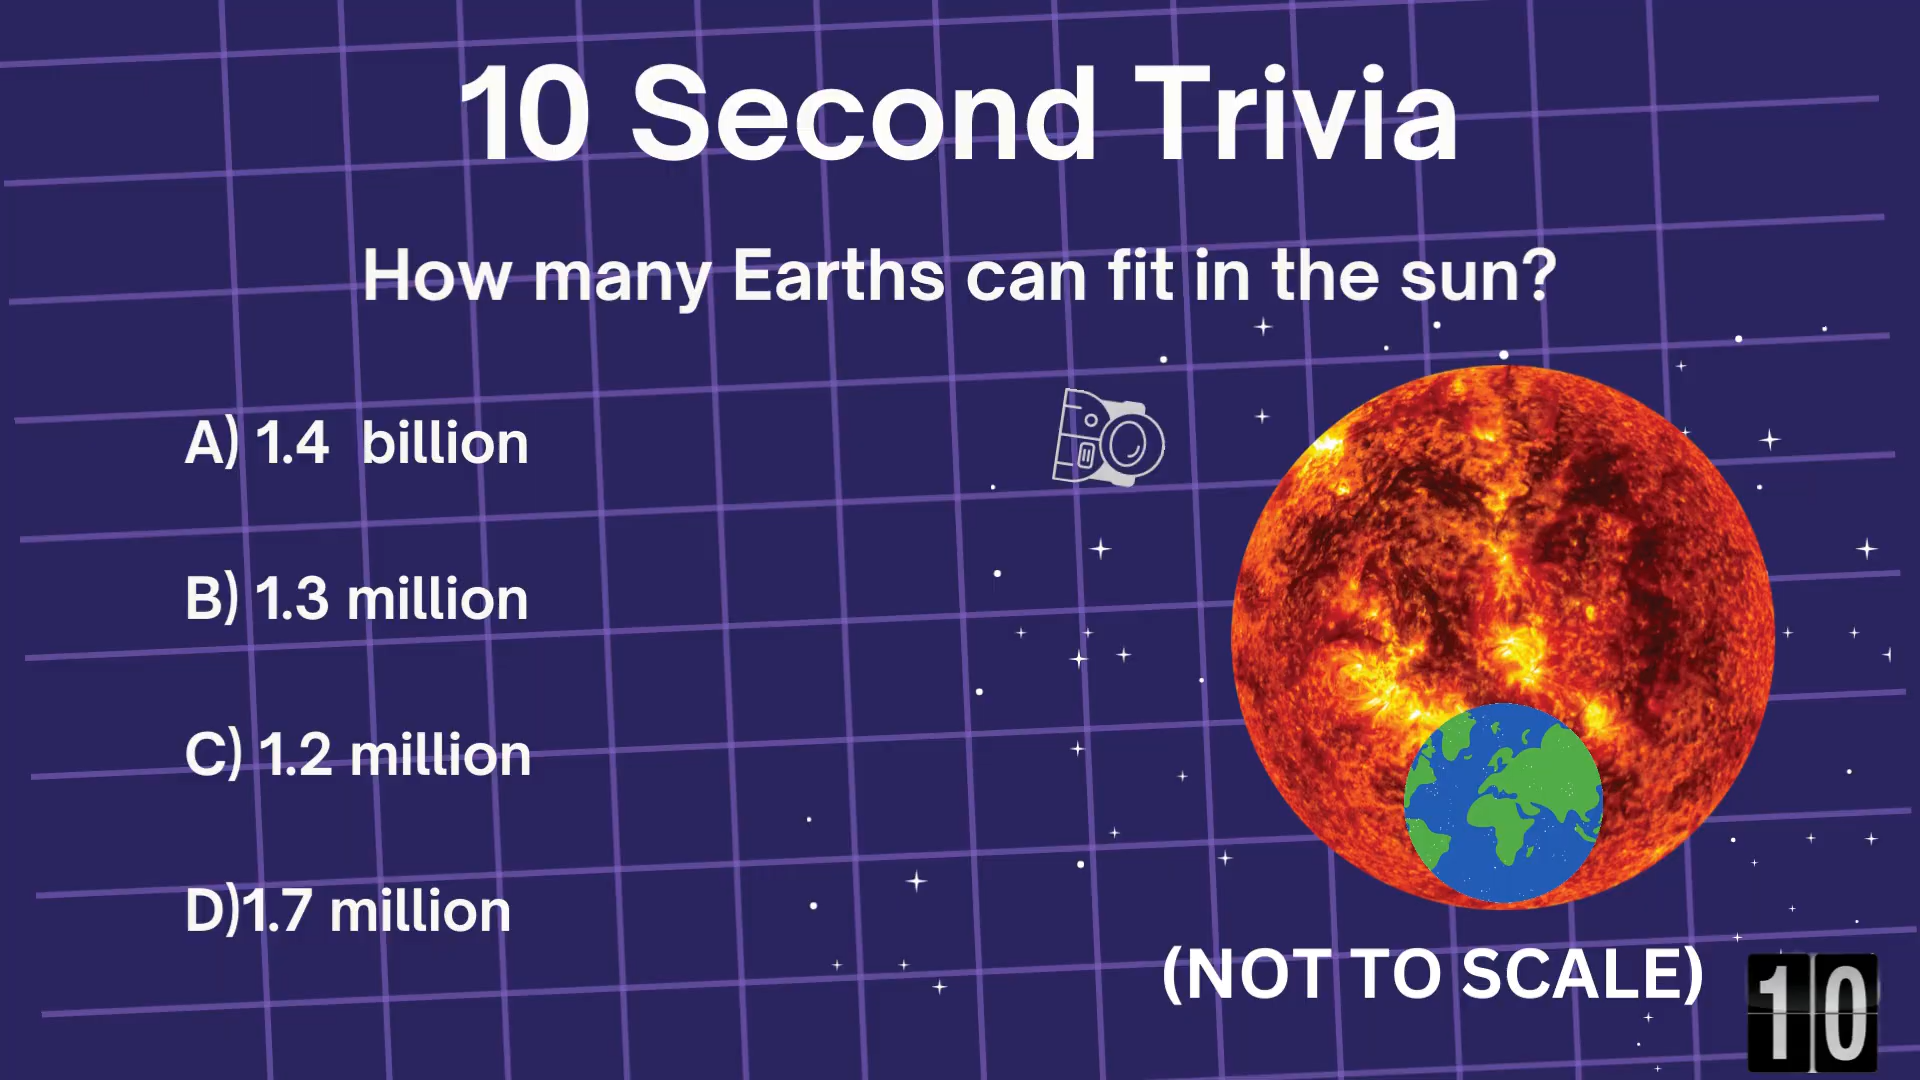 10 Second Trivia
How many Earths can fit in the sun?
A) 1.4 billion
B) 1.3 million
C) 1.2 million
D)1.7 million
(NOT TO SCALE)
10